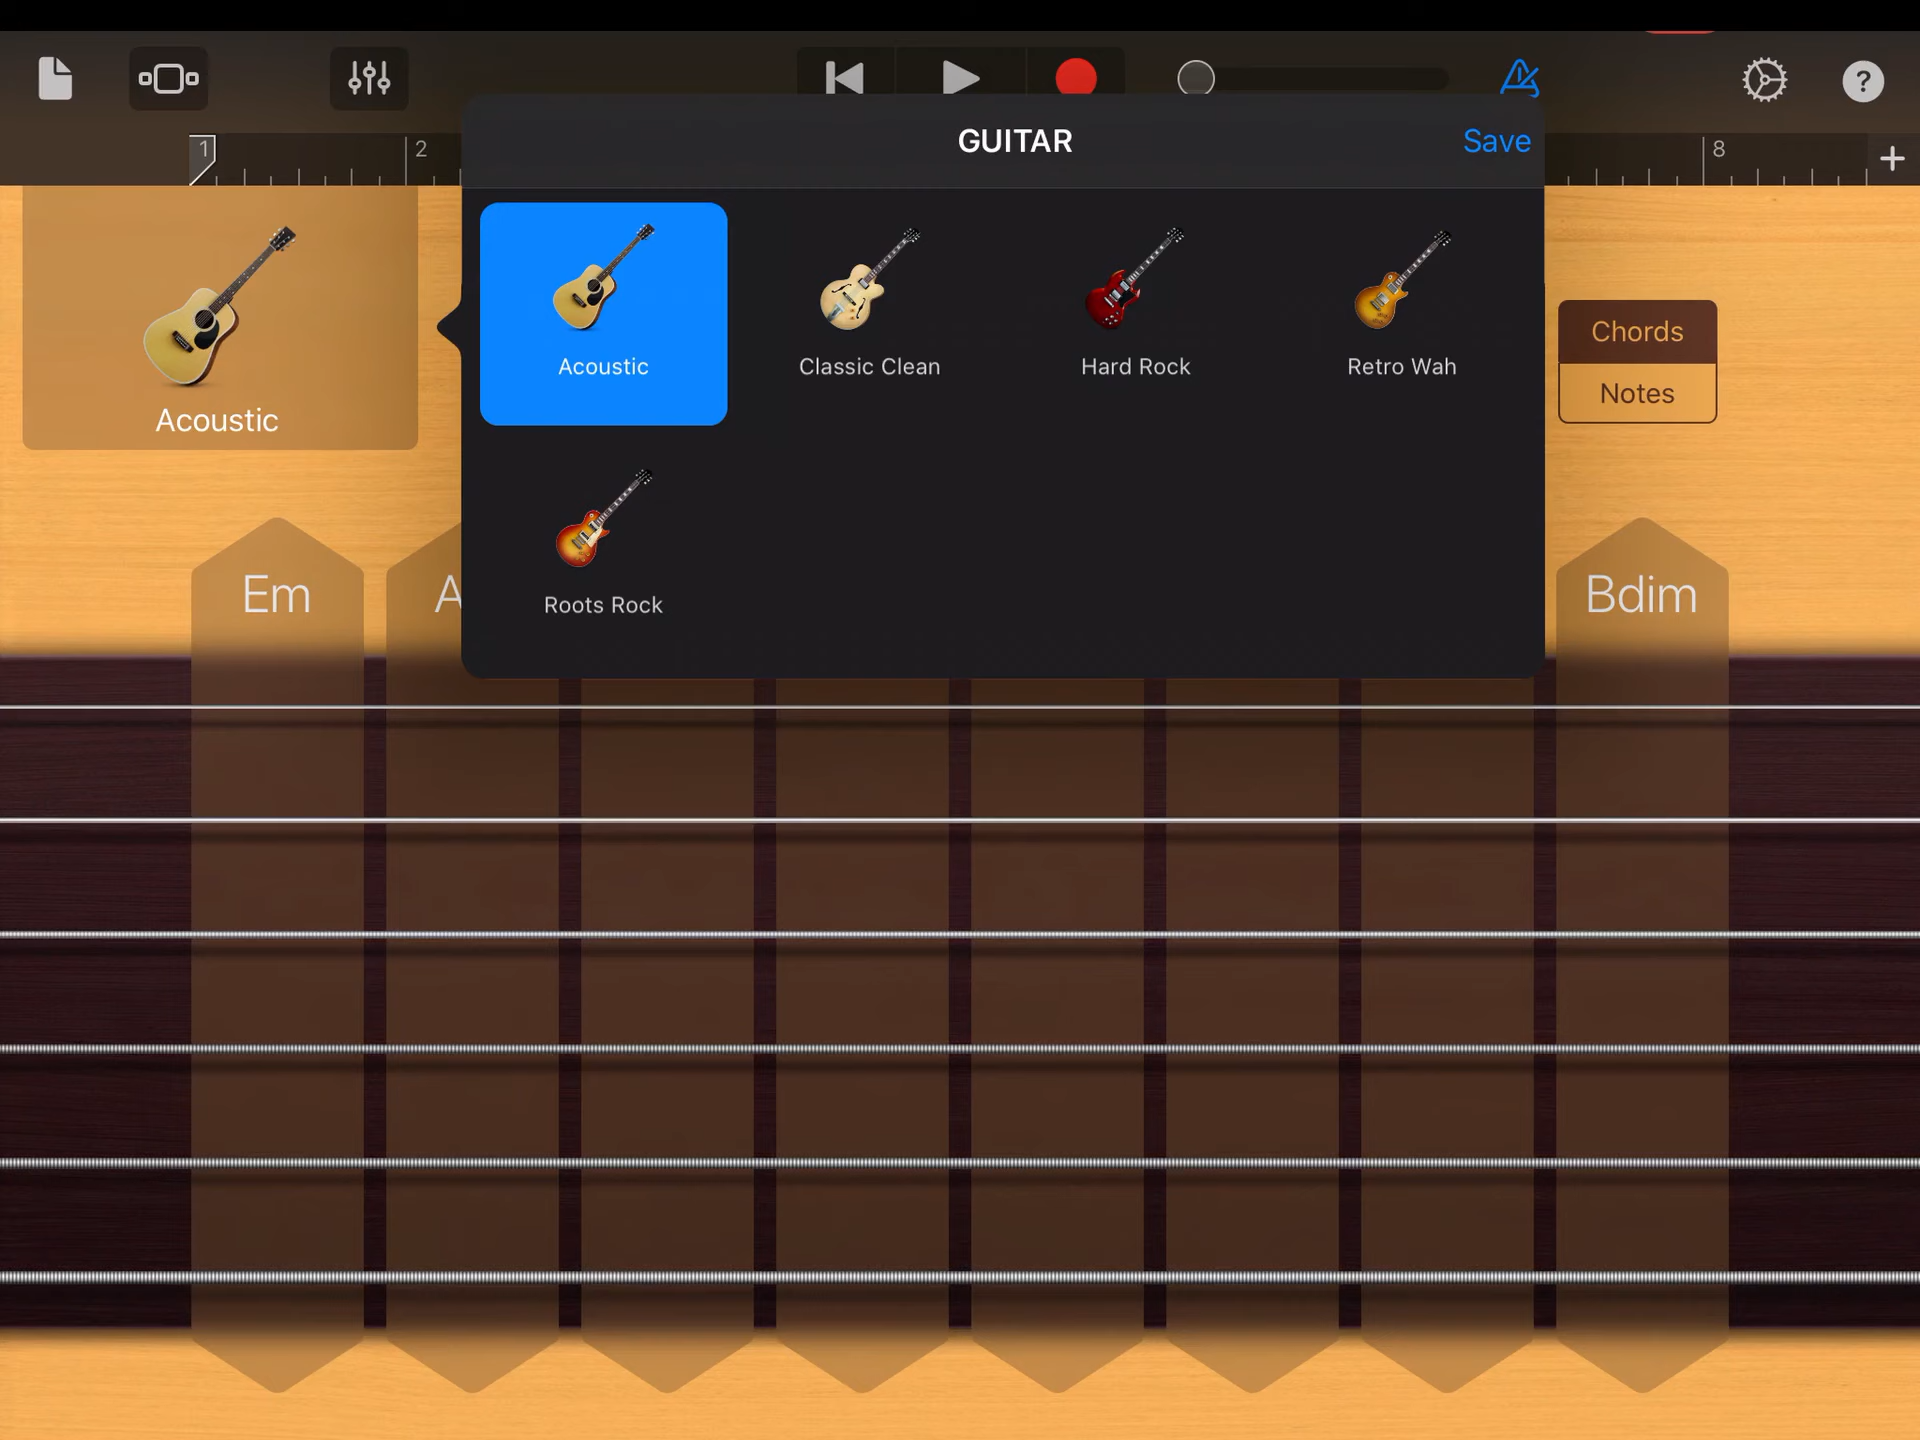 1
2
GUITAR
Save
8
+
?
Acoustic
Acoustic
Classic Clean
Hard Rock
Retro Wah
Roots Rock
Chords
Notes
Em
A
Bdim